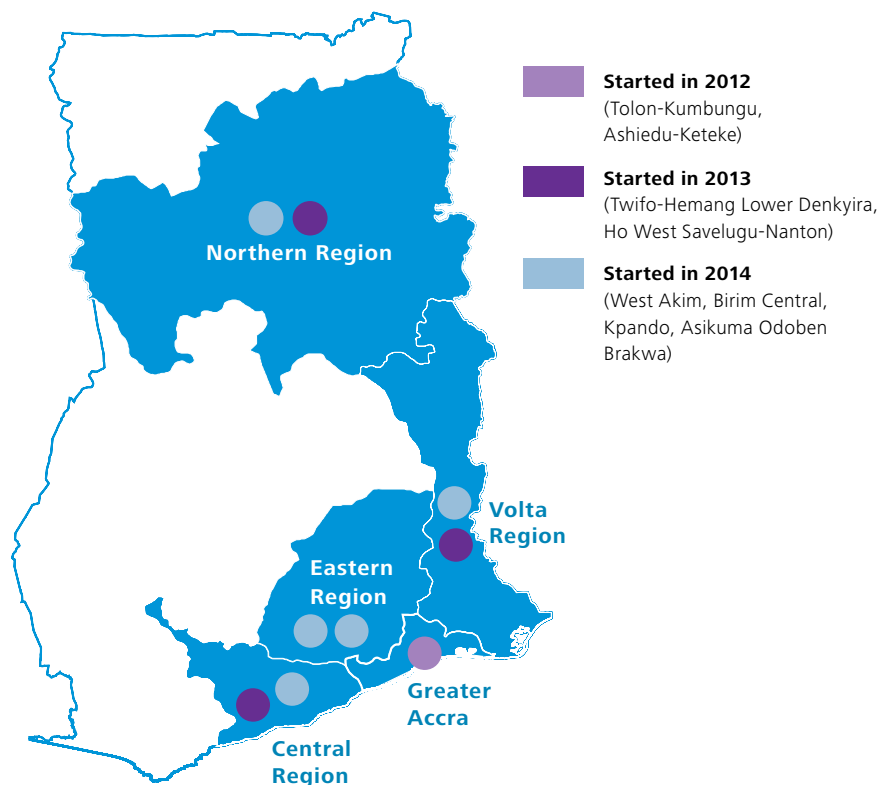 Started in 2012
(Tolon-Kumbungu,
Ashiedu-Keteke)
Started in 2013
(Twifo-Hemang Lower Denkyira,
Ho West Savelugu-Nanton)
Started in 2014
(West Akim, Birim Central,
Kpando, Asikuma Odoben
Brakwa)
Northern Region
Volta
Region
Eastern
Region
Greater
Accra
Central
Region